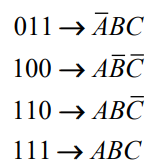 011 → A̅BC
100 → AB̅C̅
110 → ABC̅
111 → ABC